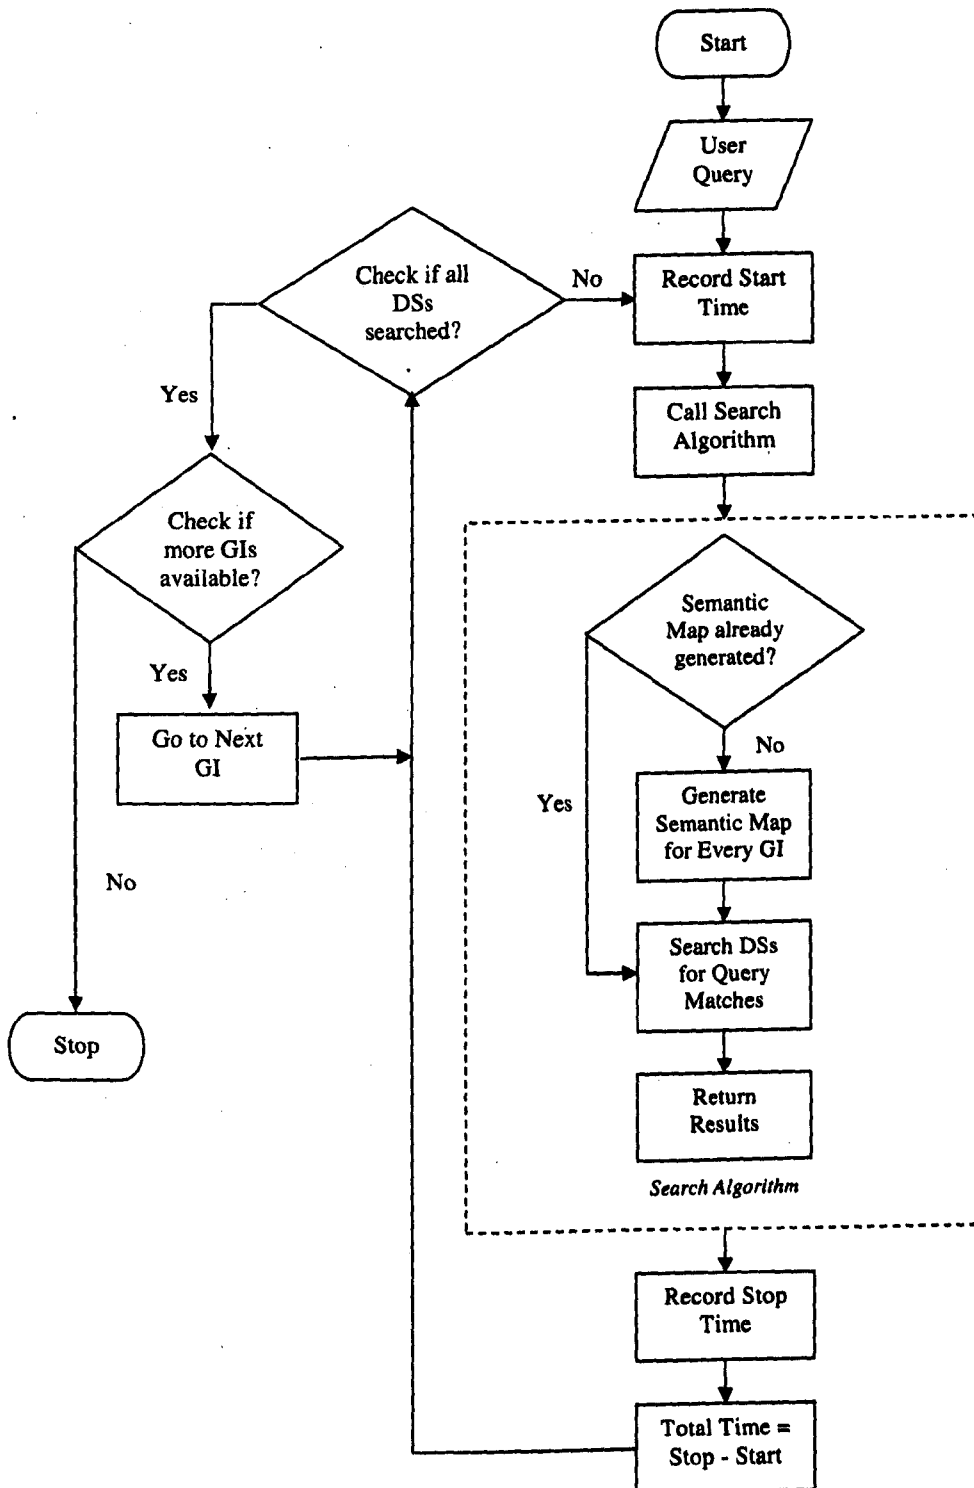 Start
User
Query
Check if all
DSs
searched?
No
Record Start
Time
Yes
Call Search
Algorithm
Check if
more GIs
available?
Semantic
Map already
generated?
Yes
No
Go to Next
GI
Yes
Generate
Semantic Map
for Every GI
No
Search DSs
for Query
Matches
Stop
Return
Results
Search Algorithm
Record Stop
Time
Total Time =
Stop - Start